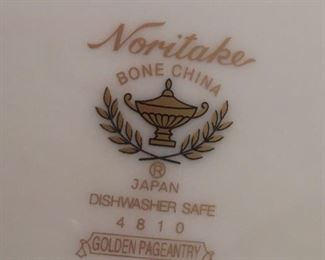 Noritake
BONE CHINA
®
JAPAN
DISHWASHER SAFE
4810
GOLDEN PAGEANTRY